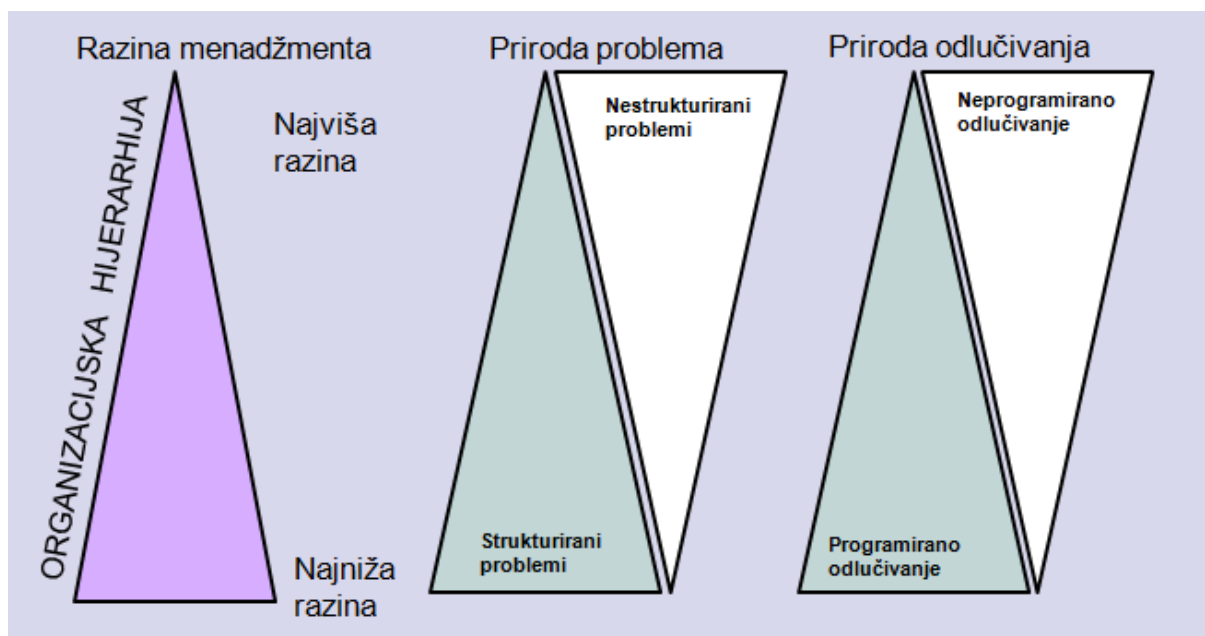 Razina menadžmenta
ORGANIZACIJSKA HIJERARHIJA
Najviša
razina
Najniža
razina
Priroda problema
Nestrukturirani
problemi
Strukturirani
problemi
Priroda odlučivanja
Neprogramirano
odlučivanje
Programirano
odlučivanje